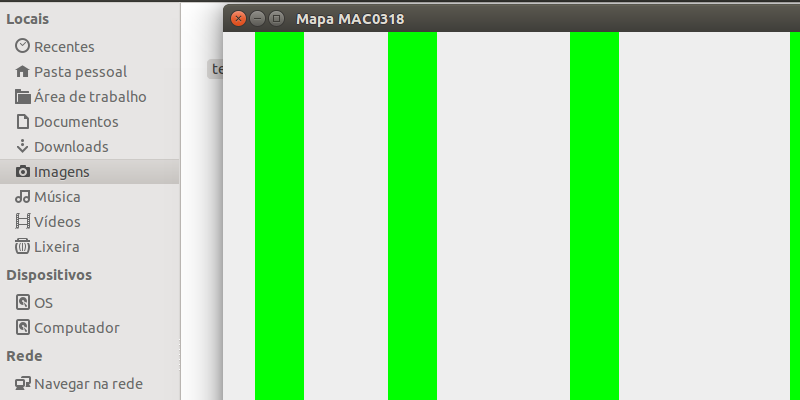 Locais
Recentes
Pasta pessoal
Área de trabalho
Documentos
Downloads
Imagens
Música
Vídeos
Lixeira
Dispositivos
OS
Computador
Rede
Navegar na rede
te
Mapa MAC0318